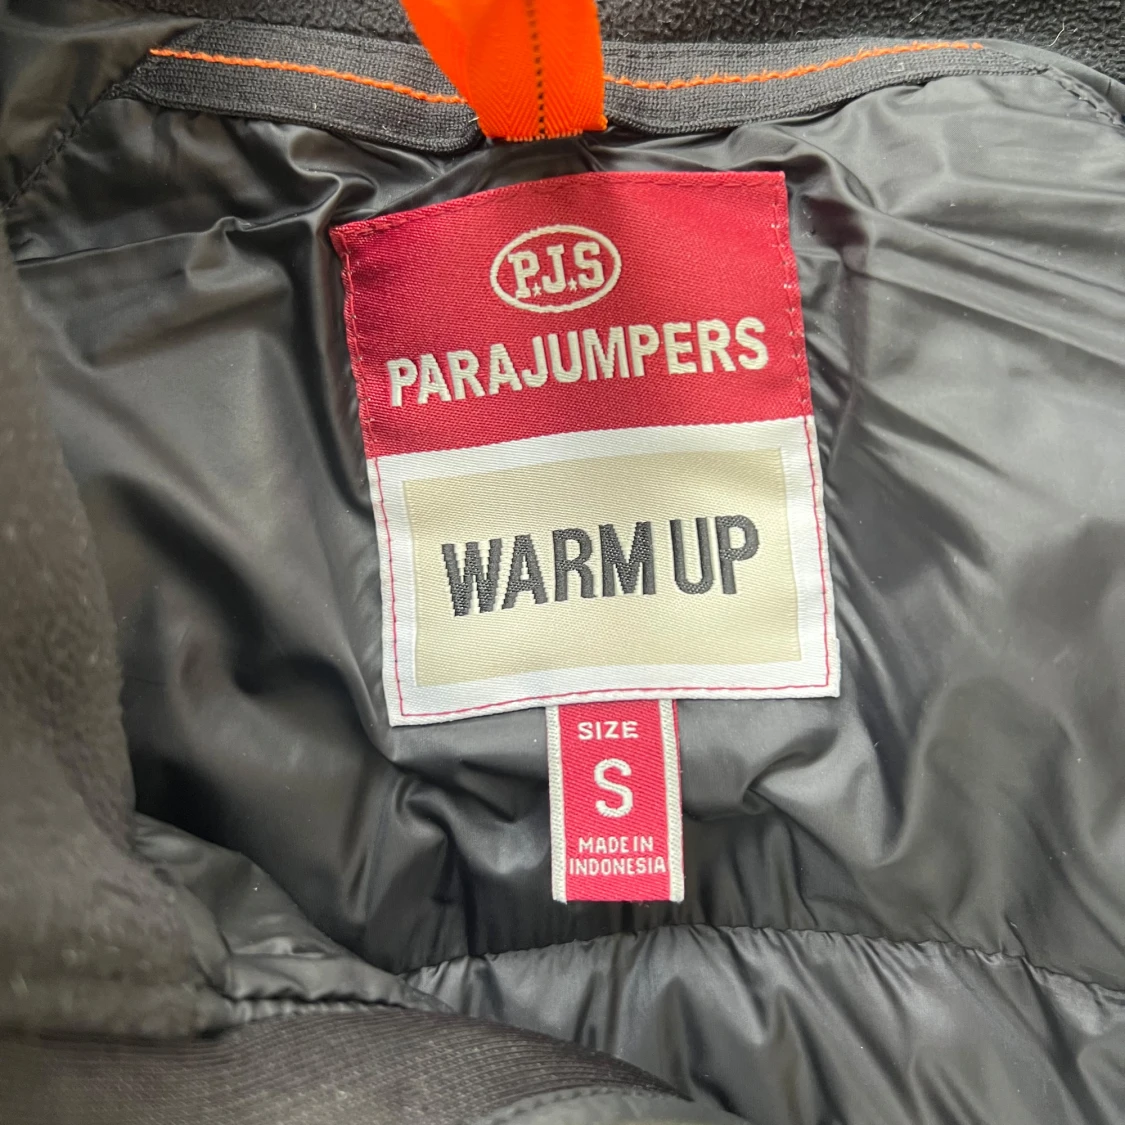 P.J.S
PARAJUMPERS
WARM UP
SIZE
S
MADE IN
INDONESIA